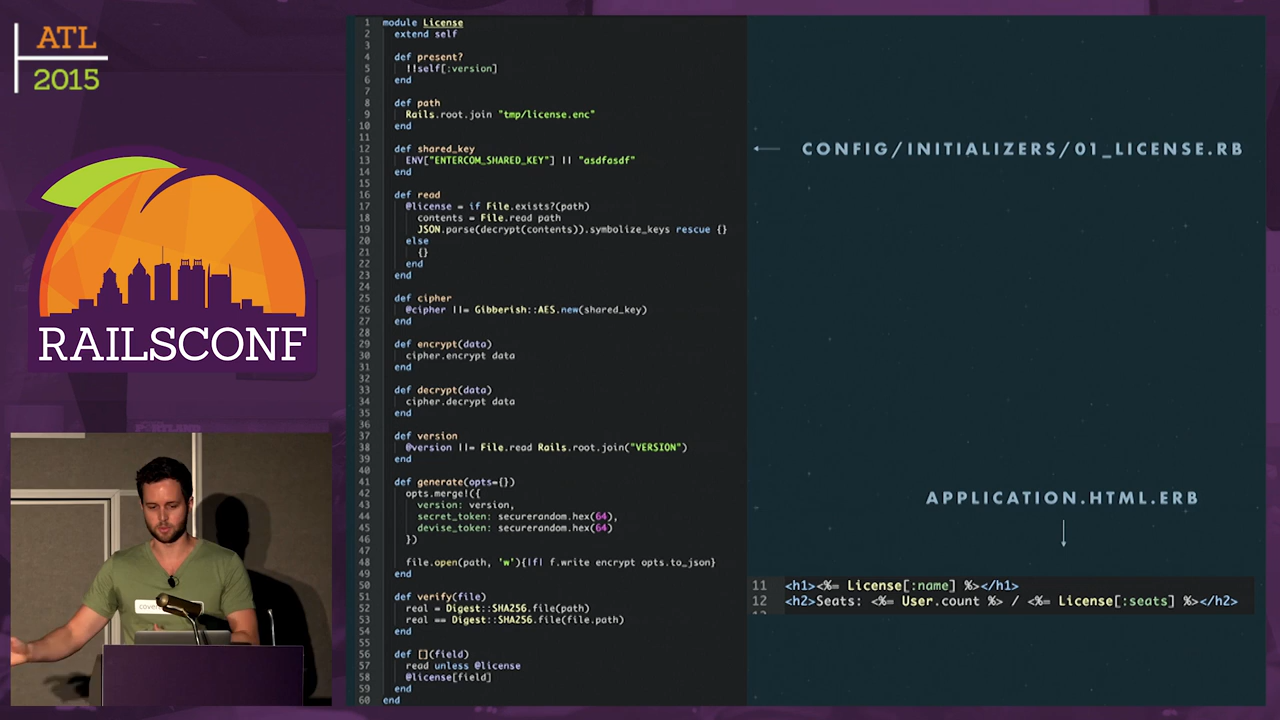 ATL
2015
RAILSCONF
1 module License
2 extend self
3
4 def present?
5 !!self[:version]
6 end
7
8 def path
9 Rails.root.join "tmp/license.enc"
10 end
11
12 def shared_key
13 ENV["ENTERCOM_SHARED_KEY"] || "asdfasdf"
14 end
15
16 def read
17 @license = if File.exists?(path)
18 contents = File.read path
19 JSON.parse(decrypt(contents)).symbolize_keys rescue {}
20 else
21 {}
22 end
23 end
24
25 def cipher
26 @cipher ||= Gibberish::AES.new(shared_key)
27 end
28
29 def encrypt(data)
30 cipher.encrypt data
31 end
32
33 def decrypt(data)
34 cipher.decrypt data
35 end
36
37 def version
38 @version ||= File.read Rails.root.join("VERSION")
39 end
40
41 def generate(opts={})
42 opts.merge!({
43 version: version,
44 secret_token: securerandom.hex(64),
45 devise_token: securerandom.hex(64)
46 })
47
48 file.open(path, 'w'){|f| f.write encrypt opts.to_json}
49 end
50
51 def verify(file)
52 real = Digest::SHA256.file(path)
53 real == Digest::SHA256.file(file.path)
54 end
55
56 def [](field)
57 read unless @license
58 @license[field]
59 end
60 end
← CONFIG/INITIALIZERS/01_LICENSE.RB
APPLICATION.HTML.ERB
11 <h1><%= License[:name] %></h1>
12 <h2>Seats: <%= User.count %> / <%= License[:seats] %></h2>